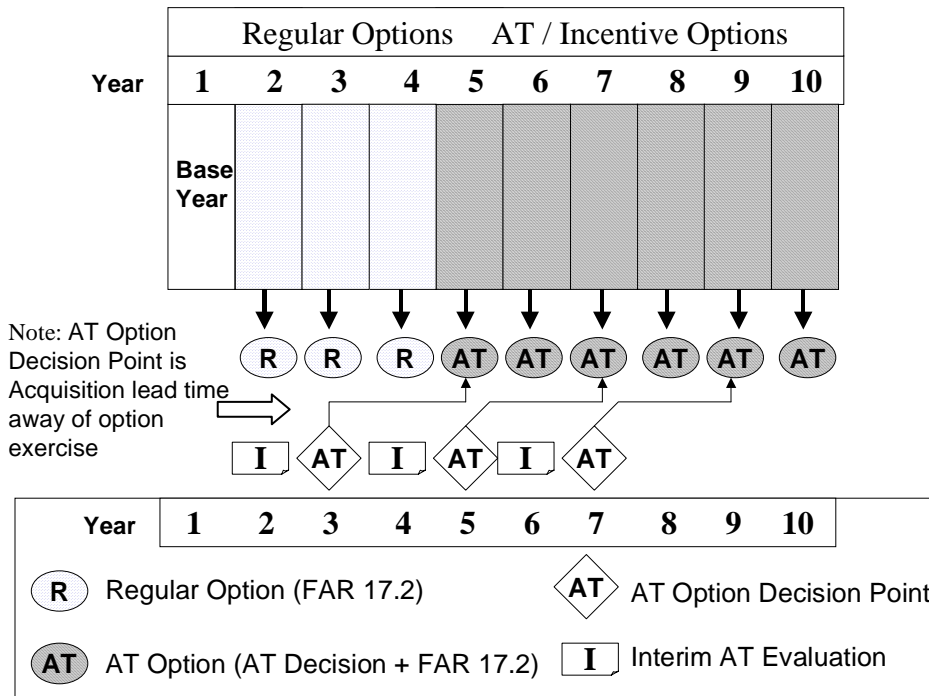 Regular Options AT / Incentive Options
Year 1 2 3 4 5 6 7 8 9 10
Base
Year
Note: AT Option
Decision Point is
Acquisition lead time
away of option
exercise
R R R AT AT AT AT AT AT
I AT I AT I AT
Year 1 2 3 4 5 6 7 8 9 10
R Regular Option (FAR 17.2)
AT AT Option Decision Point
AT AT Option (AT Decision + FAR 17.2)
I Interim AT Evaluation